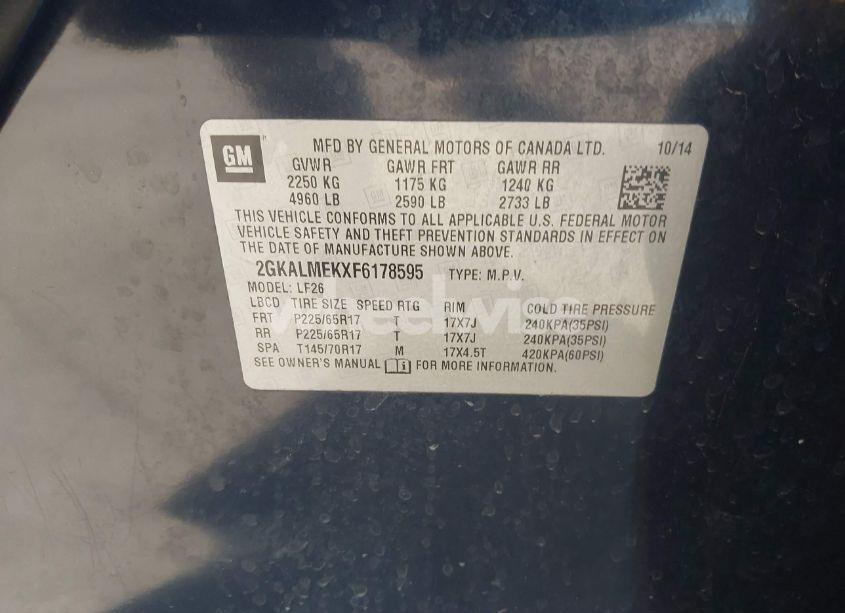 GM
MFD BY GENERAL MOTORS OF CANADA LTD. 10/14
GVWR GAWR FRT GAWR RR
2250 KG 1175 KG 1240 KG
4960 LB 2590 LB 2733 LB
THIS VEHICLE CONFORMS TO ALL APPLICABLE U.S. FEDERAL MOTOR
VEHICLE SAFETY AND THEFT PREVENTION STANDARDS IN EFFECT ON
THE DATE OF MANUFACTURE SHOWN ABOVE.
2GKALMEKXF6178595 TYPE: M.P.V.
MODEL: LF26
LBCD TIRE SIZE SPEED RTG RIM COLD TIRE PRESSURE
FRT P225/65R17 T 17X7J 240KPA(35PSI)
RR P225/65R17 T 17X7J 240KPA(35PSI)
SPA T145/70R17 M 17X4.5T 420KPA(60PSI)
SEE OWNER'S MANUAL FOR MORE INFORMATION.